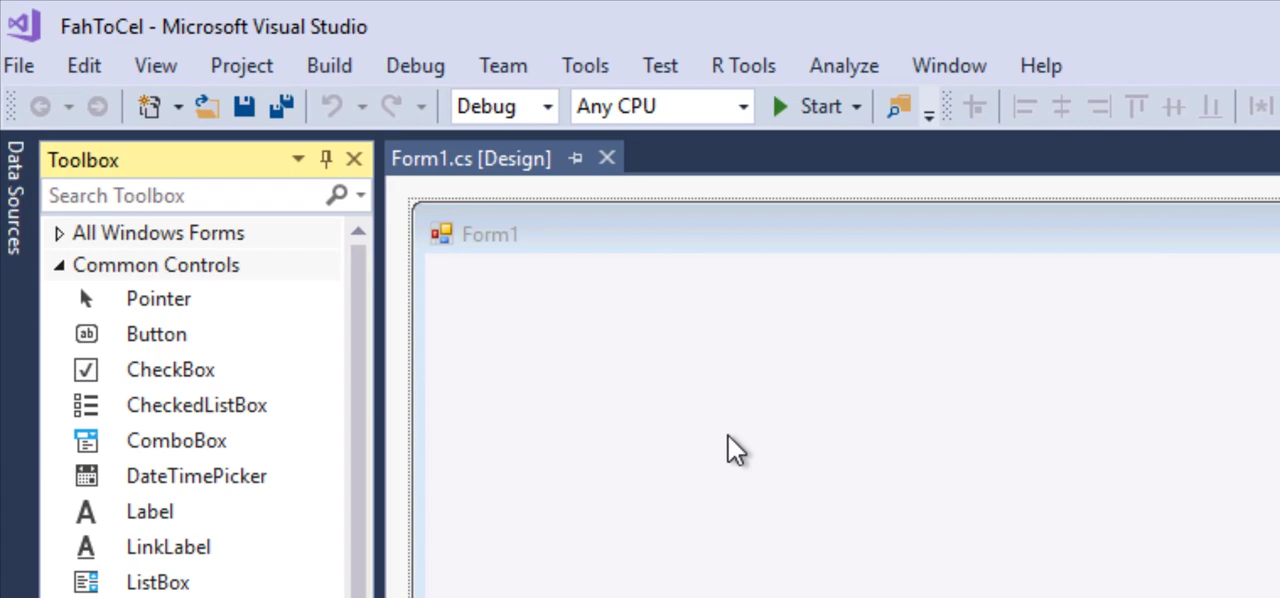 FahToCel - Microsoft Visual Studio
File Edit View Project Build Debug Team Tools Test R Tools Analyze Window Help
Debug Any CPU Start
Data Sources
Toolbox
Form1.cs [Design]
Search Toolbox
All Windows Forms
Form1
Common Controls
Pointer
ab Button
CheckBox
CheckedListBox
ComboBox
DateTimePicker
A Label
A LinkLabel
ListBox